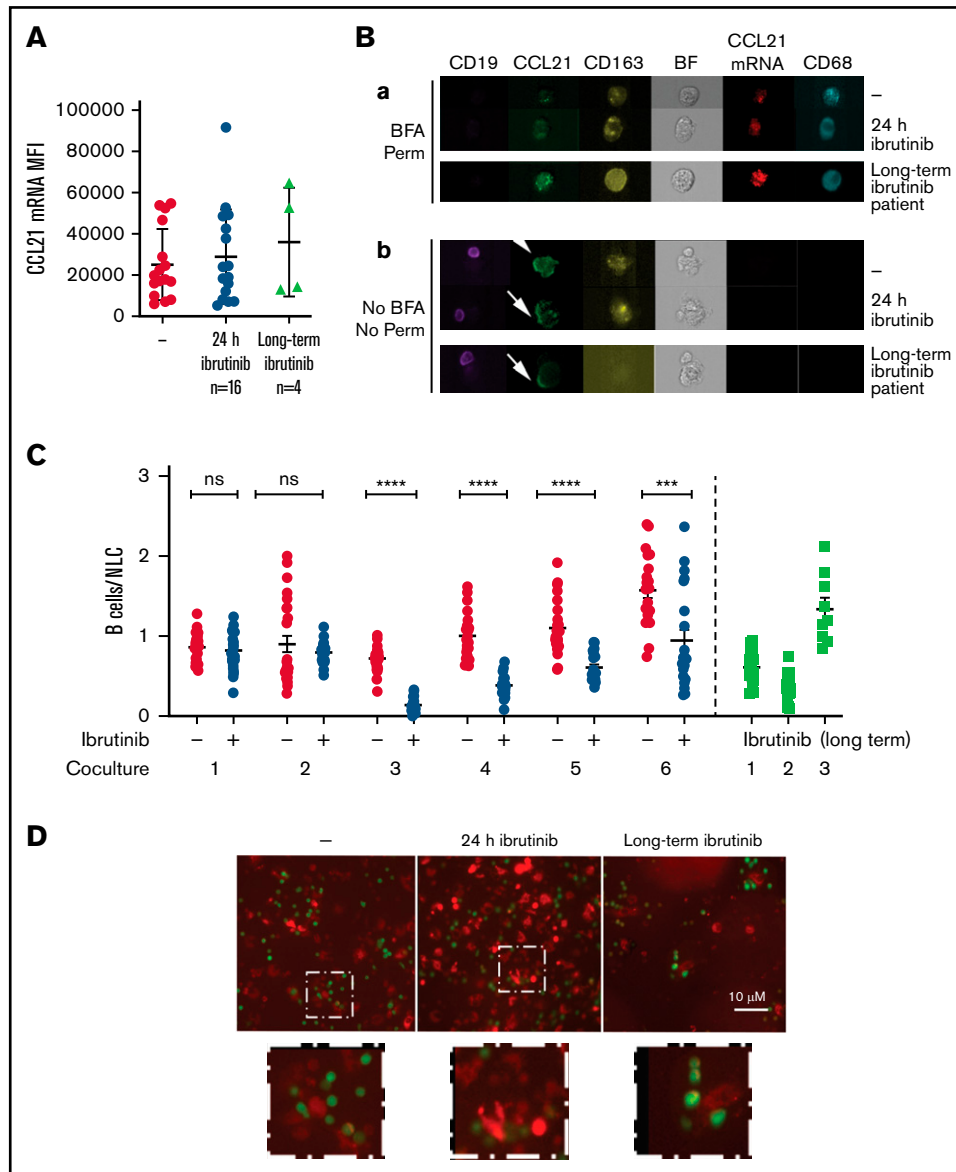 A
CCL21 mRNA MFI
100000
80000
60000
40000
20000
0
–
24 h
ibrutinib
n=16
Long-term
ibrutinib
n=4
B
CD19 CCL21 CD163 BF CCL21 mRNA CD68
a
BFA
Perm
–
24 h
ibrutinib
Long-term
ibrutinib
patient
b
No BFA
No Perm
–
24 h
ibrutinib
Long-term
ibrutinib
patient
C
B cells/NLC
3
2
1
0
ns ns **** **** **** ***
Ibrutinib – + – + – + – + – + – + Ibrutinib (long term)
Coculture 1 2 3 4 5 6 1 2 3
D
– 24 h ibrutinib Long-term ibrutinib
10 μM